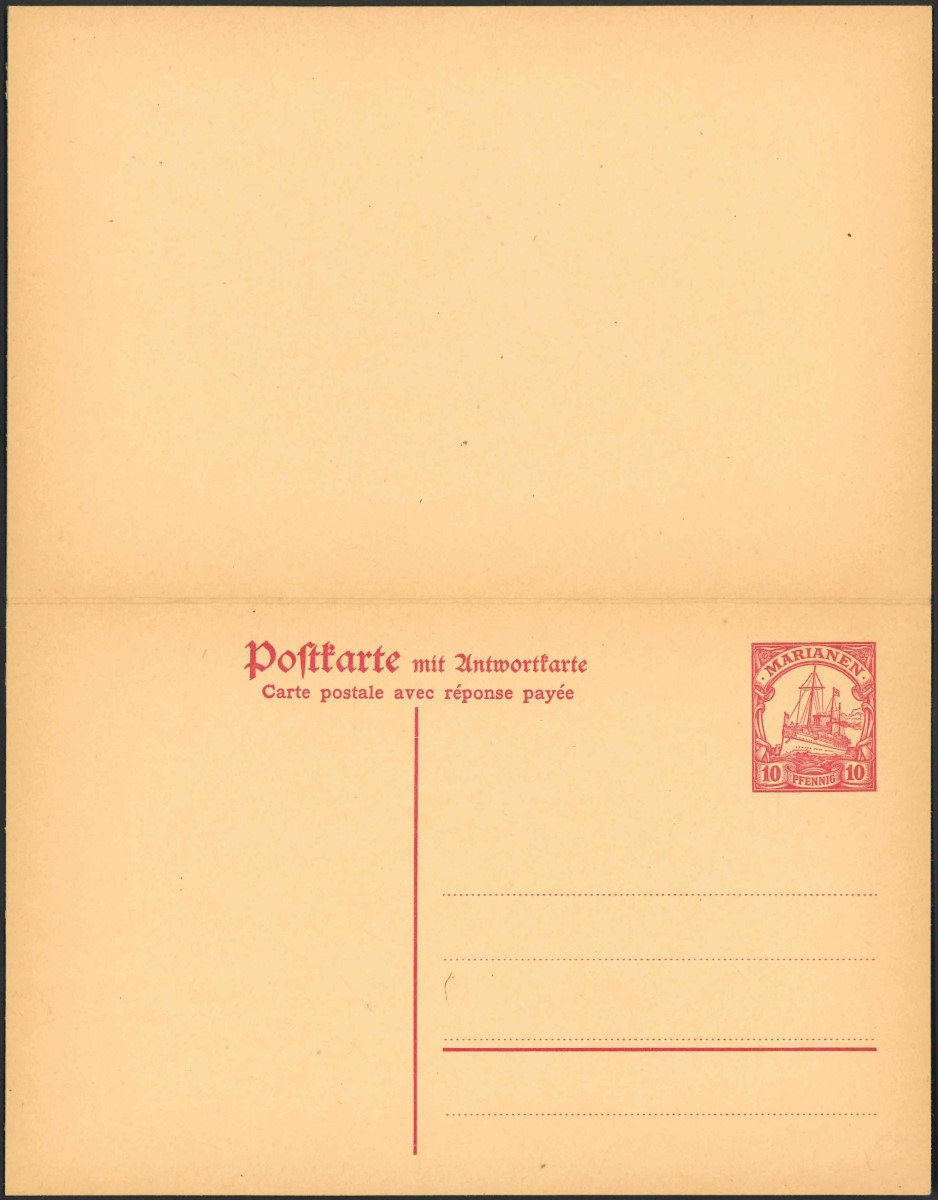 Postkarte mit Antwortkarte
Carte postale avec réponse payée
MARIANEN
10 PFENNIG 10